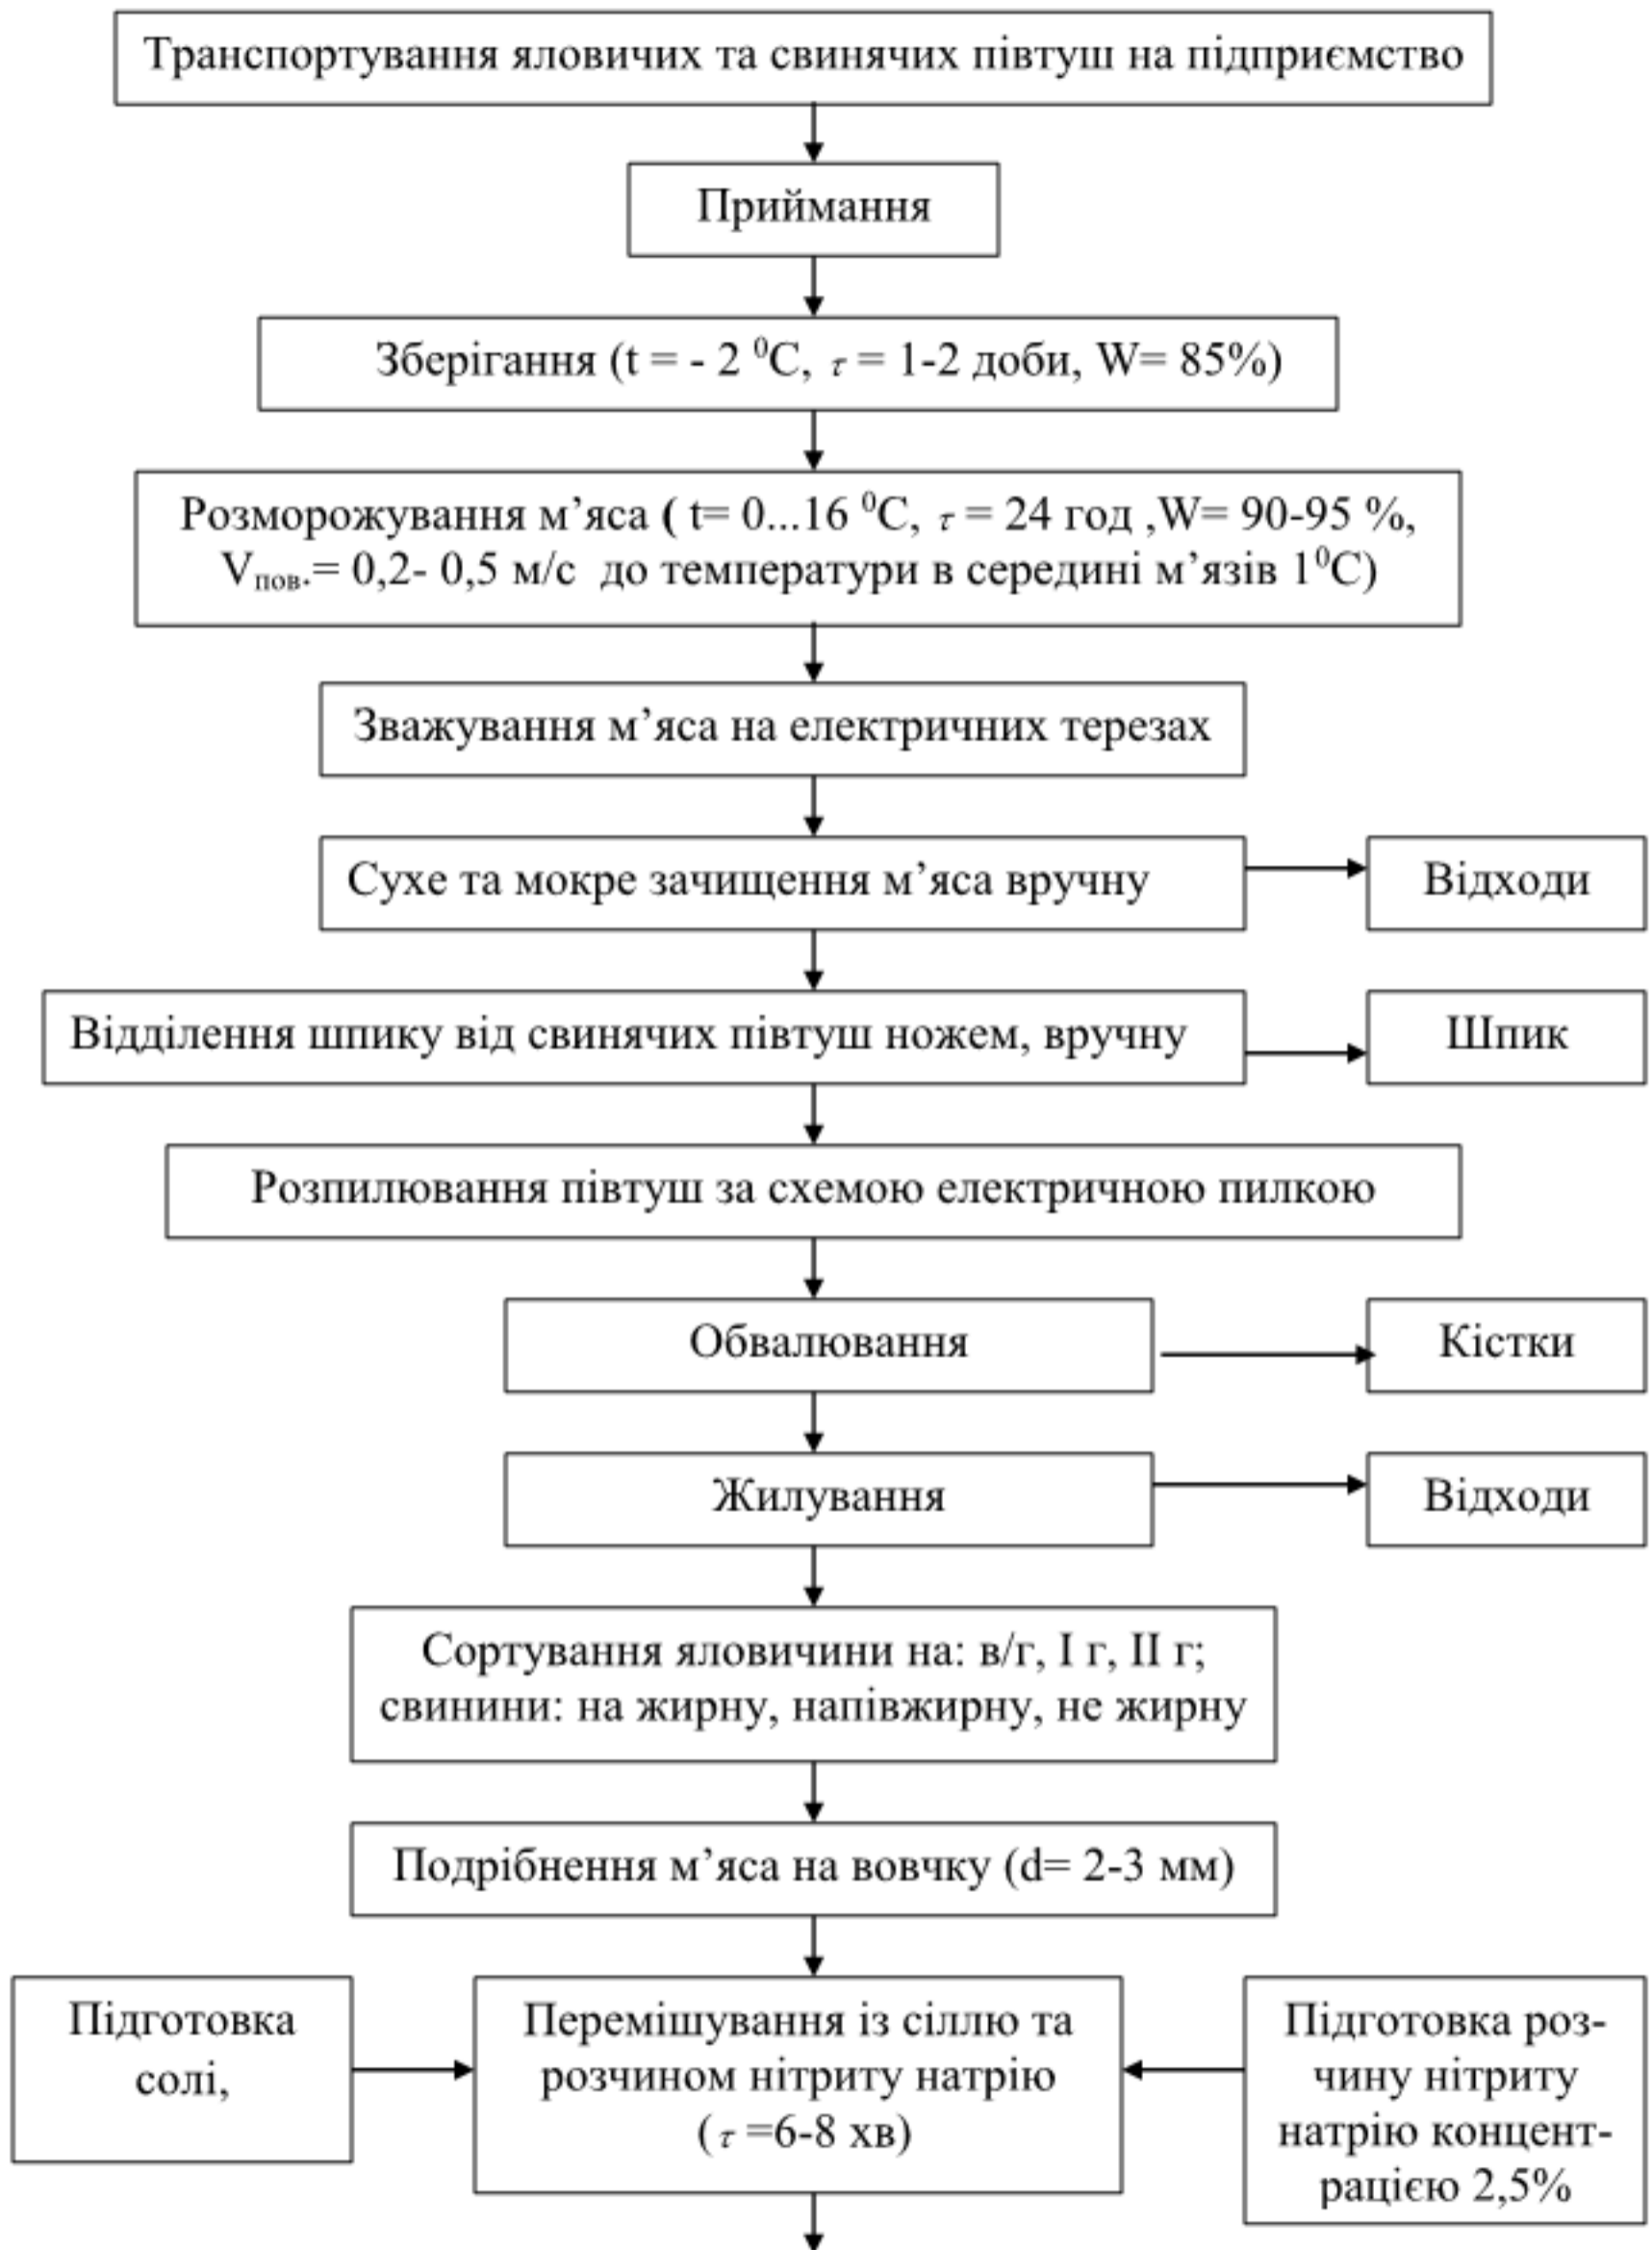 Транспортування яловичих та свинячих півтуш на підприємство
Приймання
Зберігання (t = - 2 ⁰С, τ = 1-2 доби, W= 85%)
Розморожування м’яса ( t= 0...16 ⁰С, τ = 24 год ,W= 90-95 %,
Vпов.= 0,2- 0,5 м/с до температури в середині м’язів 1⁰С)
Зважування м’яса на електричних терезах
Сухе та мокре зачищення м’яса вручну
Відходи
Відділення шпику від свинячих півтуш ножем, вручну
Шпик
Розпилювання півтуш за схемою електричною пилкою
Обвалювання
Кістки
Жилування
Відходи
Сортування яловичини на: в/г, І г, ІІ г;
свинини: на жирну, напівжирну, не жирну
Подрібнення м’яса на вовчку (d= 2-3 мм)
Підготовка
солі,
Перемішування із сіллю та
розчином нітриту натрію
( τ =6-8 хв)
Підготовка роз-
чину нітриту
натрію концент-
рацією 2,5%